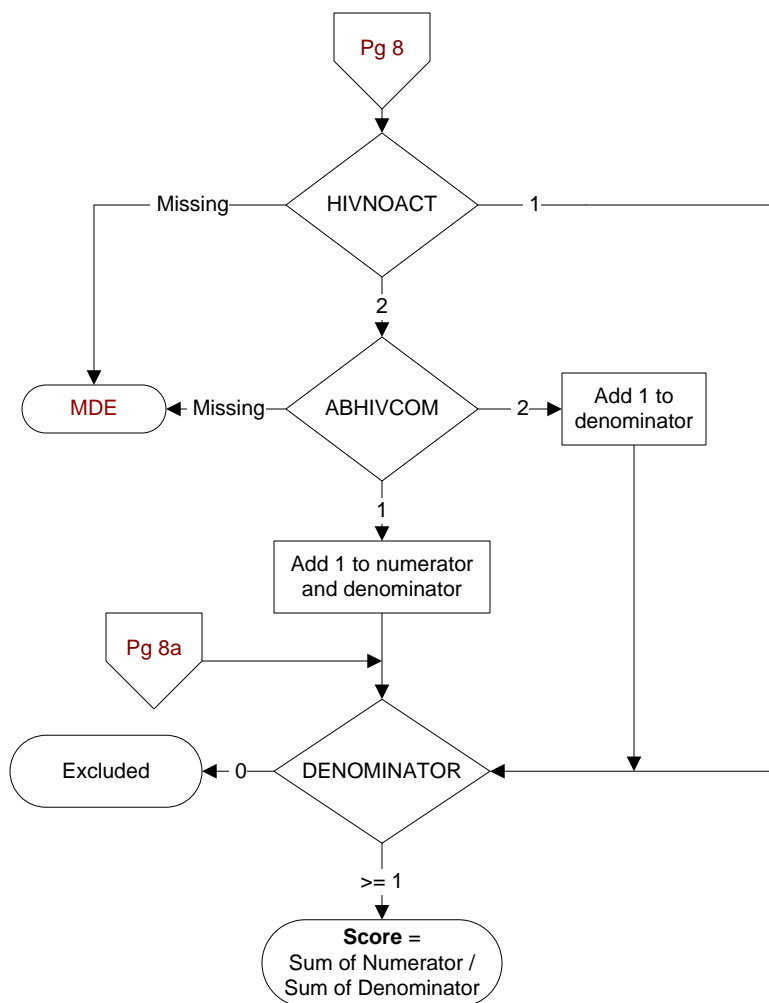 Pg 8
Missing
HIVNOACT
1
2
MDE
Missing
ABHIVCOM
2
Add 1 to
denominator
1
Add 1 to numerator
and denominator
Pg 8a
Excluded
0
DENOMINATOR
>= 1
Score =
Sum of Numerator /
Sum of Denominator